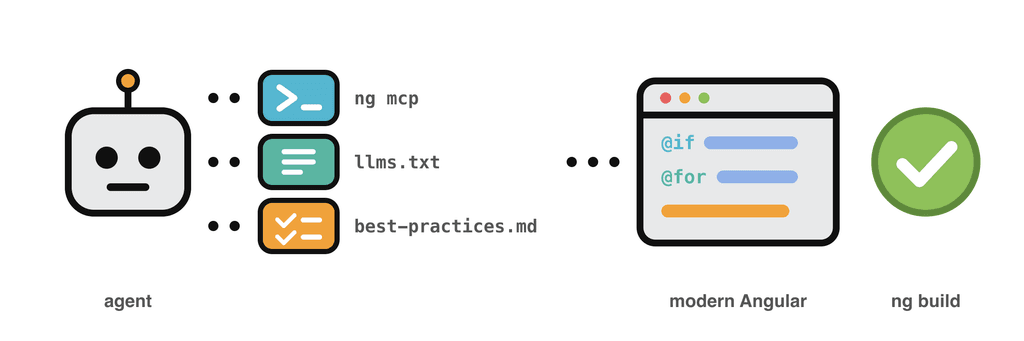 ng mcp
llms.txt
best-practices.md
@if
@for
agent
modern Angular
ng build